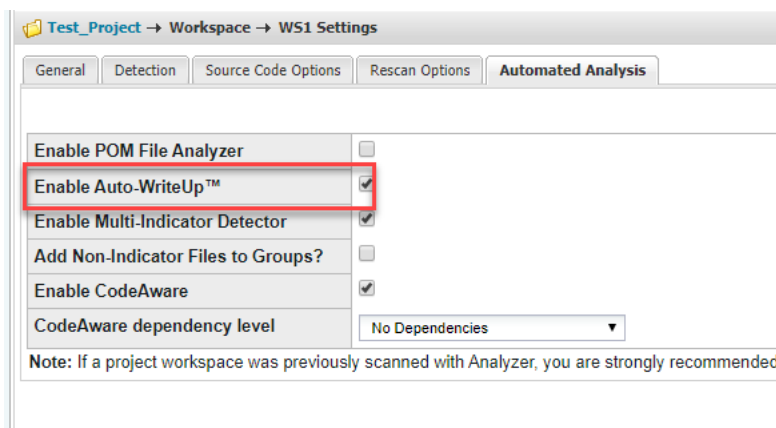 Test_Project → Workspace → WS1 Settings
General Detection Source Code Options Rescan Options Automated Analysis
Enable POM File Analyzer
Enable Auto-WriteUp™
Enable Multi-Indicator Detector
Add Non-Indicator Files to Groups?
Enable CodeAware
CodeAware dependency level No Dependencies
Note: If a project workspace was previously scanned with Analyzer, you are strongly recommended